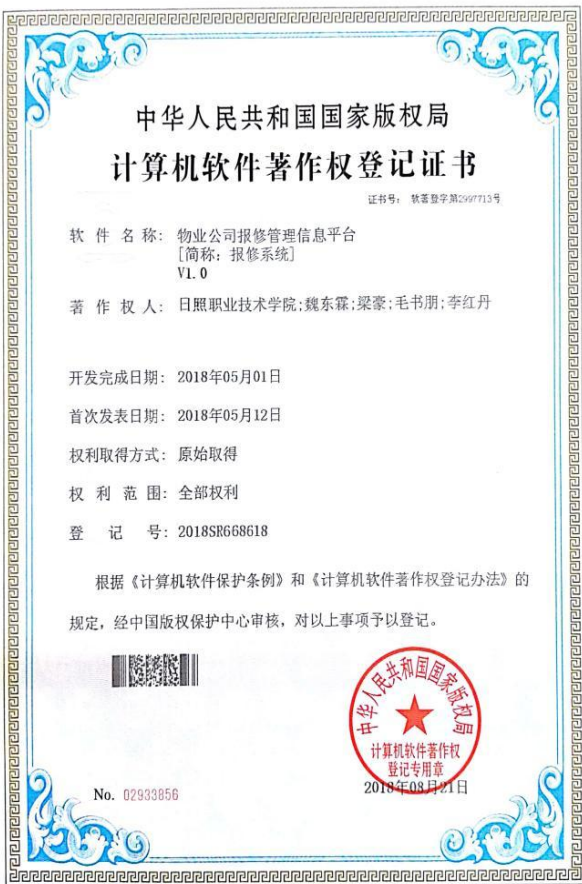 中华人民共和国国家版权局
计算机软件著作权登记证书
证书号： 软著登字第2997713号
软 件 名 称： 物业公司报修管理信息平台
[简称：报修系统]
V1.0
著 作 权 人： 日照职业技术学院;魏东霖;梁豪;毛书朋;李红丹
开发完成日期： 2018年05月01日
首次发表日期： 2018年05月12日
权利取得方式： 原始取得
权 利 范 围： 全部权利
登 记 号： 2018SR668618
根据《计算机软件保护条例》和《计算机软件著作权登记办法》的
规定，经中国版权保护中心审核，对以上事项予以登记。
中华人民共和国国家版权局
计算机软件著作权
登记专用章
2018年08月21日
No. 02933856